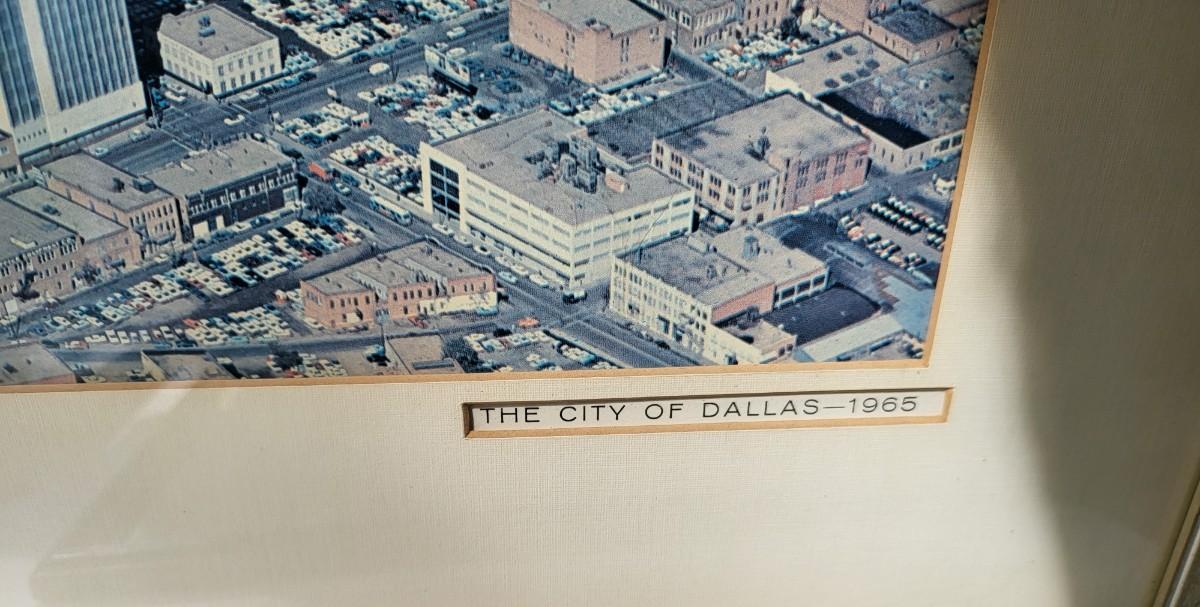 THE CITY OF DALLAS—1965